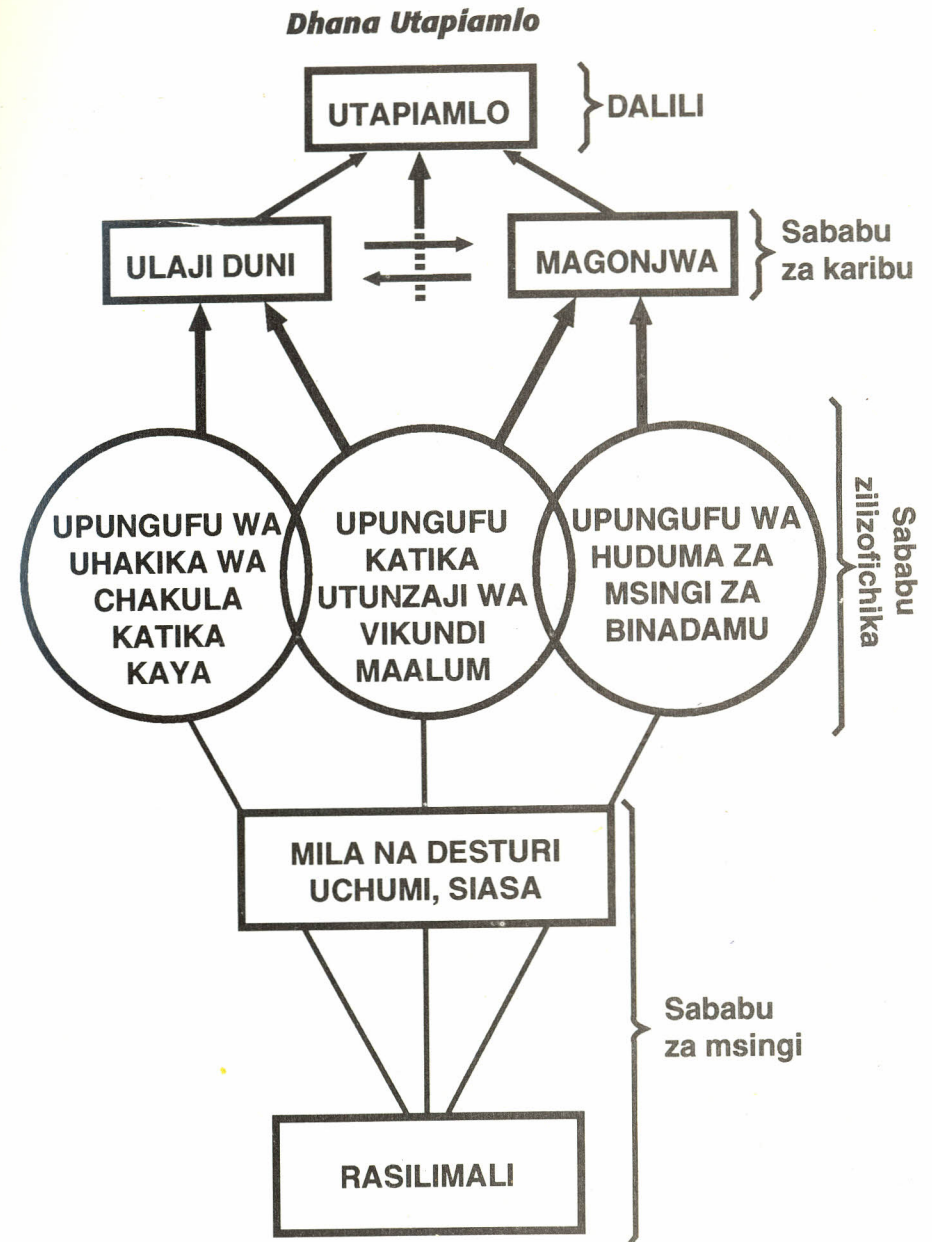 Dhana Utapiamlo
UTAPIAMLO
DALILI
ULAJI DUNI
MAGONJWA
Sababu
za karibu
UPUNGUFU WA
UHAKIKA WA
CHAKULA
KATIKA
KAYA
UPUNGUFU
KATIKA
UTUNZAJI WA
VIKUNDI
MAALUM
UPUNGUFU WA
HUDUMA ZA
MSINGI ZA
BINADAMU
Sababu
zilizofichika
MILA NA DESTURI
UCHUMI, SIASA
Sababu
za msingi
RASILIMALI